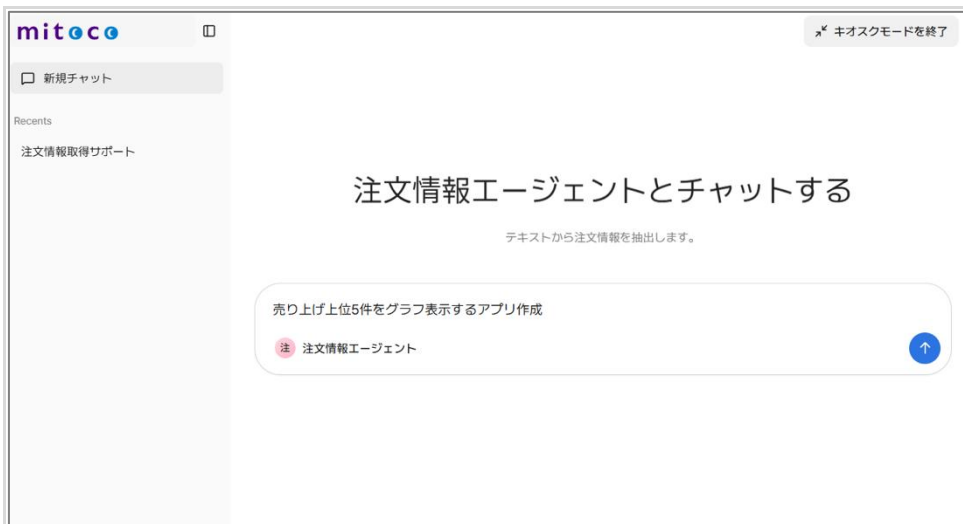 mitoco
キオスクモードを終了
新規チャット
Recents
注文情報取得サポート
注文情報エージェントとチャットする
テキストから注文情報を抽出します。
売り上げ上位5件をグラフ表示するアプリ作成
注 注文情報エージェント